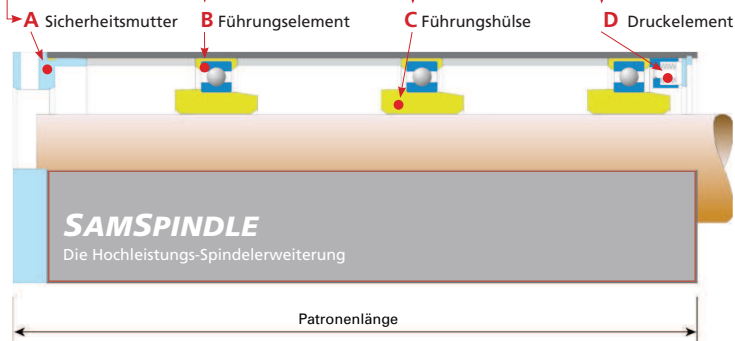 A Sicherheitsmutter B Führungselement C Führungshülse D Druckelement
SAMSPINDLE
Die Hochleistungs-Spindelerweiterung
Patronenlänge